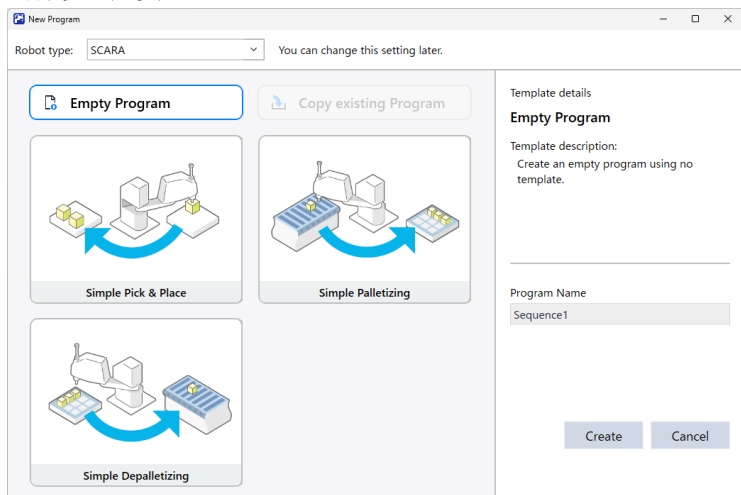 New Program
Robot type: SCARA You can change this setting later.
Empty Program
Copy existing Program
Simple Pick & Place
Simple Palletizing
Simple Depalletizing
Template details
Empty Program
Template description:
Create an empty program using no
template.
Program Name
Sequence1
Create Cancel